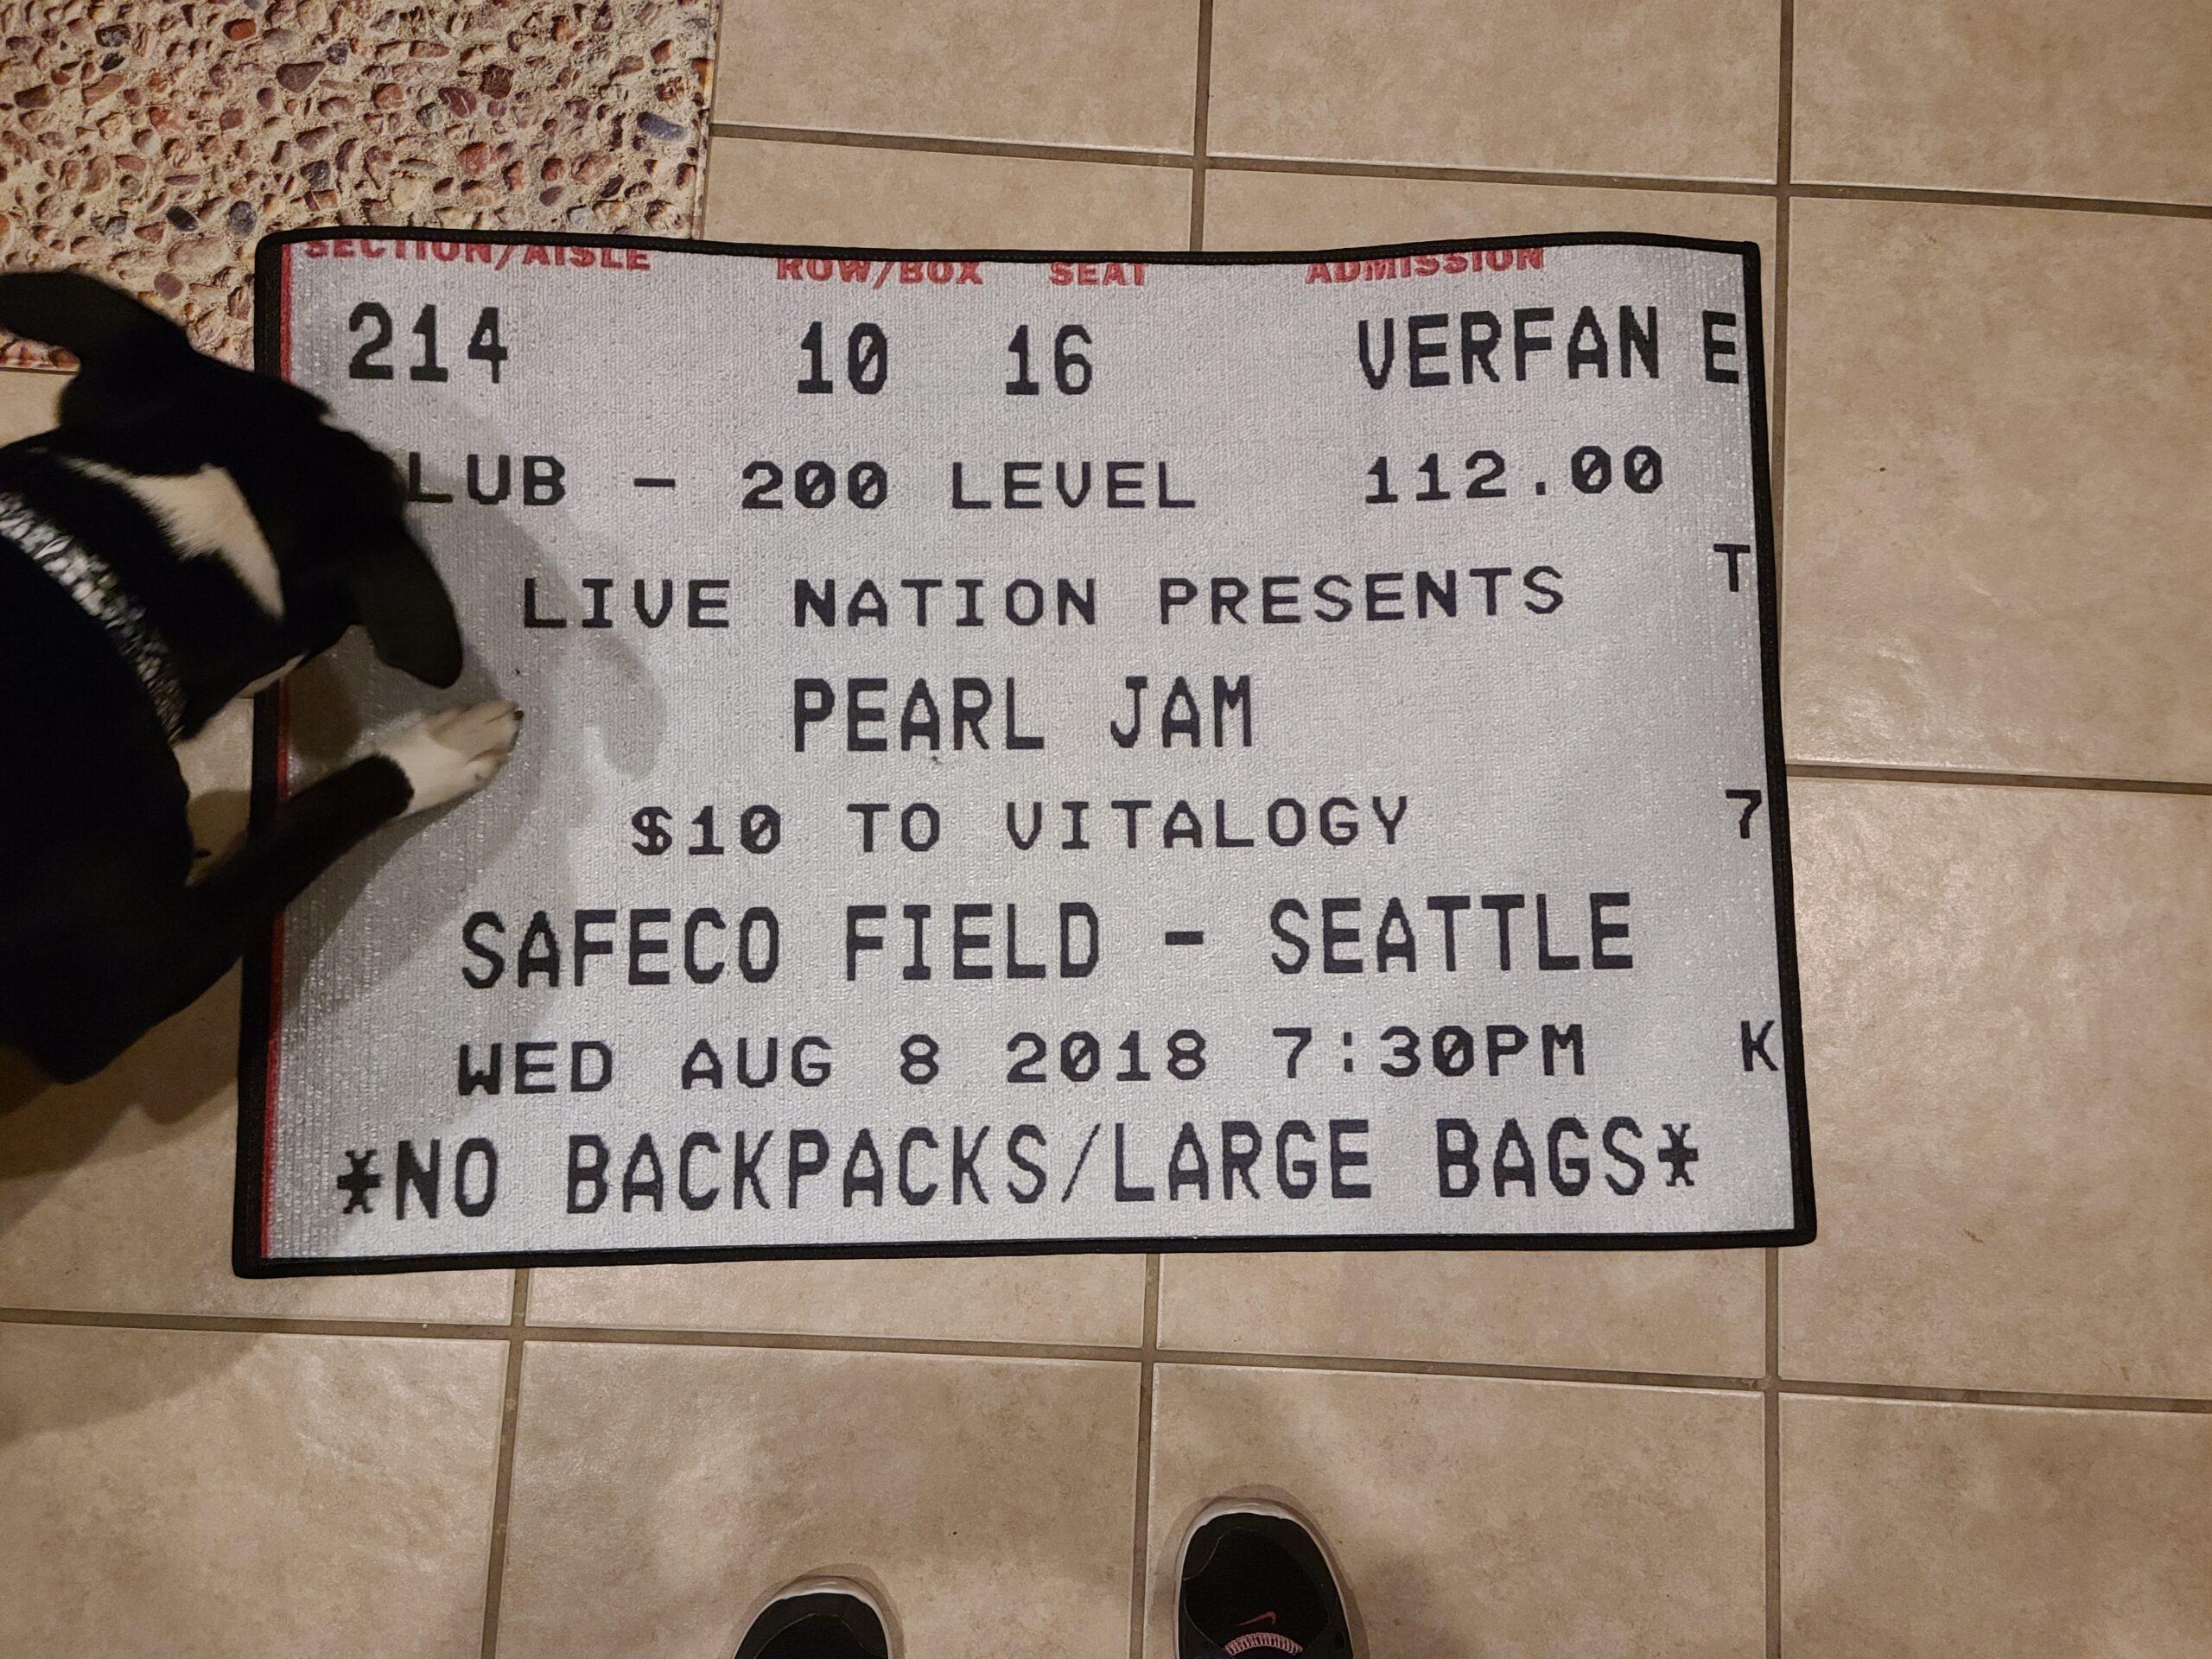 SECTION/AISLE ROW/BOX SEAT ADMISSION
214 10 16 VERFAN E
LUB - 200 LEVEL 112.00
LIVE NATION PRESENTS T
PEARL JAM
$10 TO VITALOGY 7
SAFECO FIELD - SEATTLE
WED AUG 8 2018 7:30PM K
*NO BACKPACKS/LARGE BAGS*